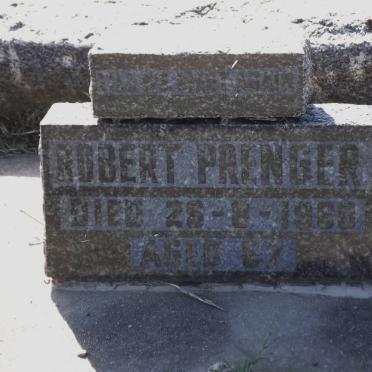 ROBERT PRENGER
DIED 26-8-1960
AGED 67